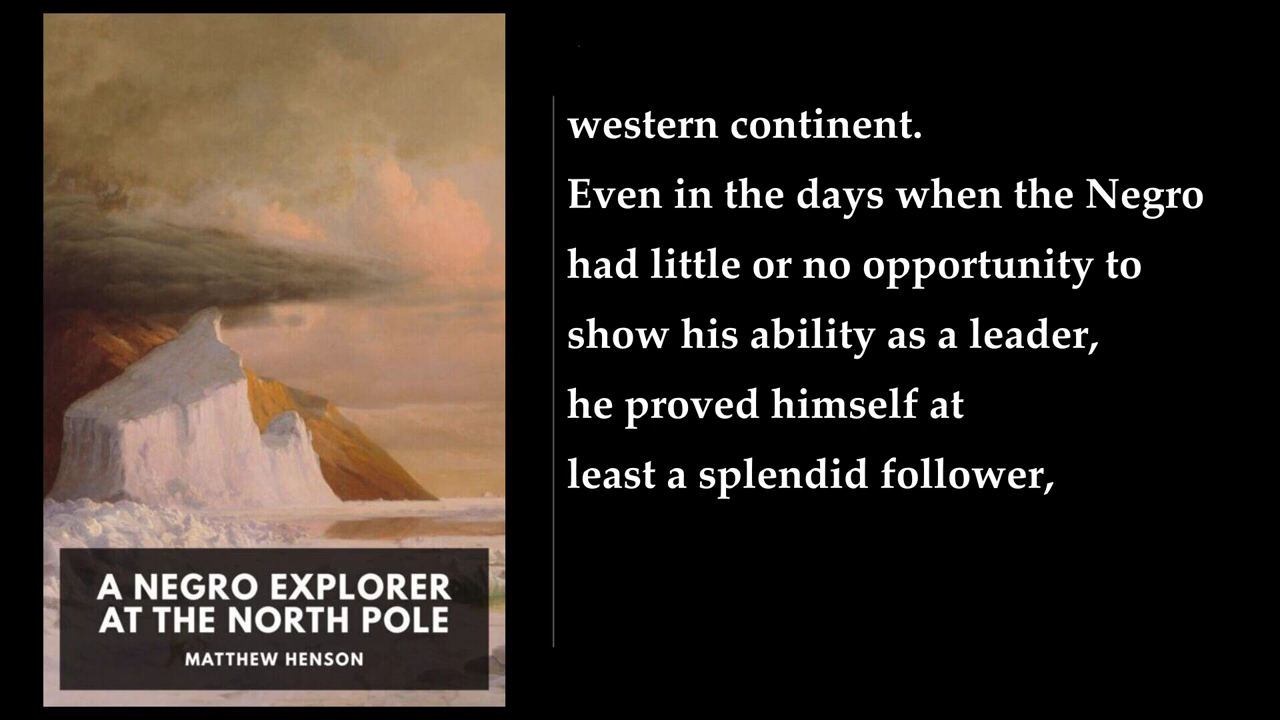 western continent.
Even in the days when the Negro
had little or no opportunity to
show his ability as a leader,
he proved himself at
least a splendid follower,
A NEGRO EXPLORER
AT THE NORTH POLE
MATTHEW HENSON